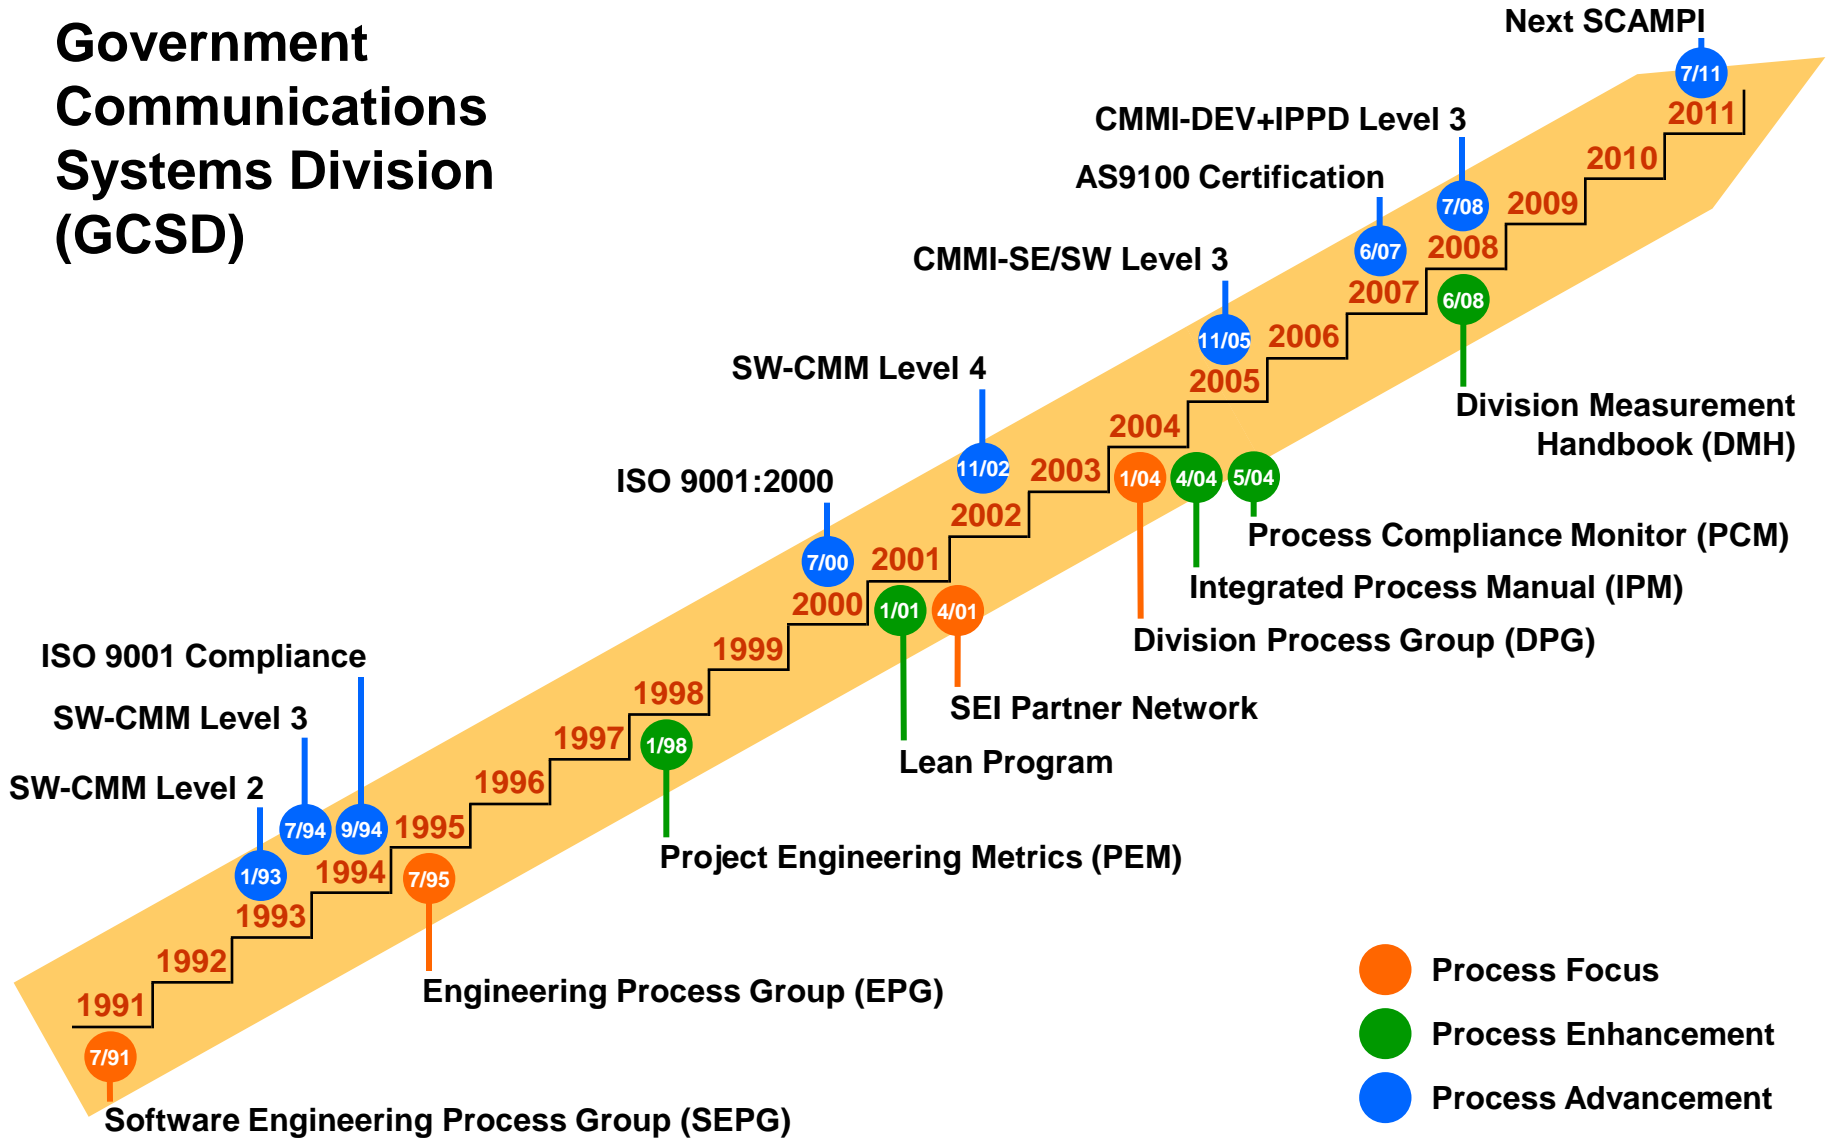 Government
Communications
Systems Division
(GCSD)
Next SCAMPI
7/11
2011
CMMI-DEV+IPPD Level 3
2010
AS9100 Certification
7/08
2009
6/07
2008
CMMI-SE/SW Level 3
2007
6/08
11/05
2006
SW-CMM Level 4
2005
Division Measurement
Handbook (DMH)
2004
11/02
2003
1/04
4/04
5/04
ISO 9001:2000
2002
Process Compliance Monitor (PCM)
7/00
2001
Integrated Process Manual (IPM)
2000
1/01
4/01
Division Process Group (DPG)
ISO 9001 Compliance
1999
1998
SEI Partner Network
SW-CMM Level 3
1997
1/98
Lean Program
SW-CMM Level 2
1996
7/94
9/94
1995
Project Engineering Metrics (PEM)
1/93
1994
7/95
1993
1992
Process Focus
Engineering Process Group (EPG)
1991
Process Enhancement
7/91
Process Advancement
Software Engineering Process Group (SEPG)